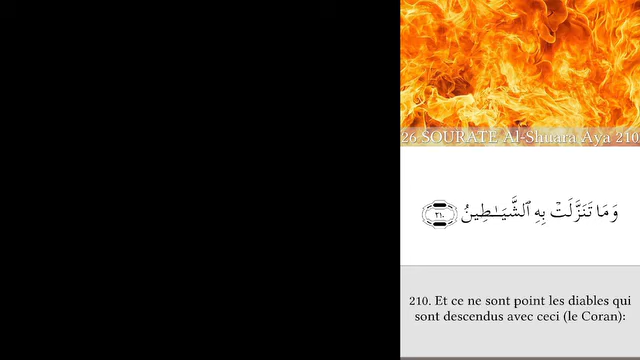 26 SOURATE Al-Shuara Aya 210
وَمَا تَنَزَّلَتْ بِهِ ٱلشَّيَـٰطِينُ ٢١٠
210. Et ce ne sont point les diables qui
sont descendus avec ceci (le Coran):